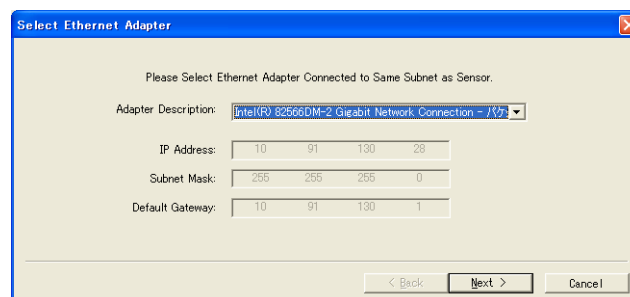 Select Ethernet Adapter
Please Select Ethernet Adapter Connected to Same Subnet as Sensor.
Adapter Description: Intel(R) 82566DM-2 Gigabit Network Connection - パケ
IP Address: 10 91 130 28
Subnet Mask: 255 255 255 0
Default Gateway: 10 91 130 1
< Back Next > Cancel